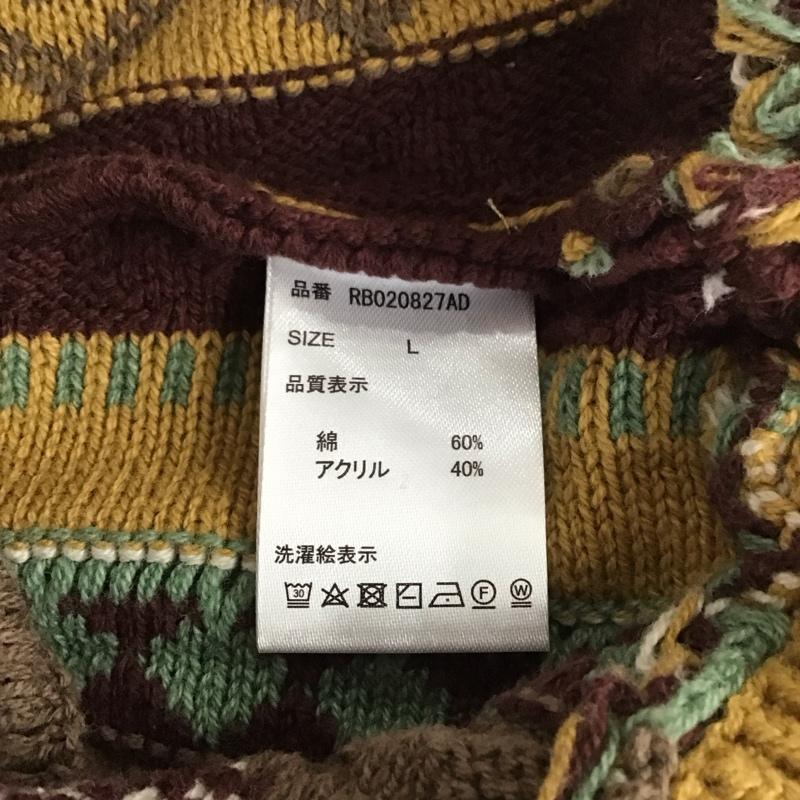 品番 RB020827AD
SIZE L
品質表示
綿 60%
アクリル 40%
洗濯絵表示
30 F W